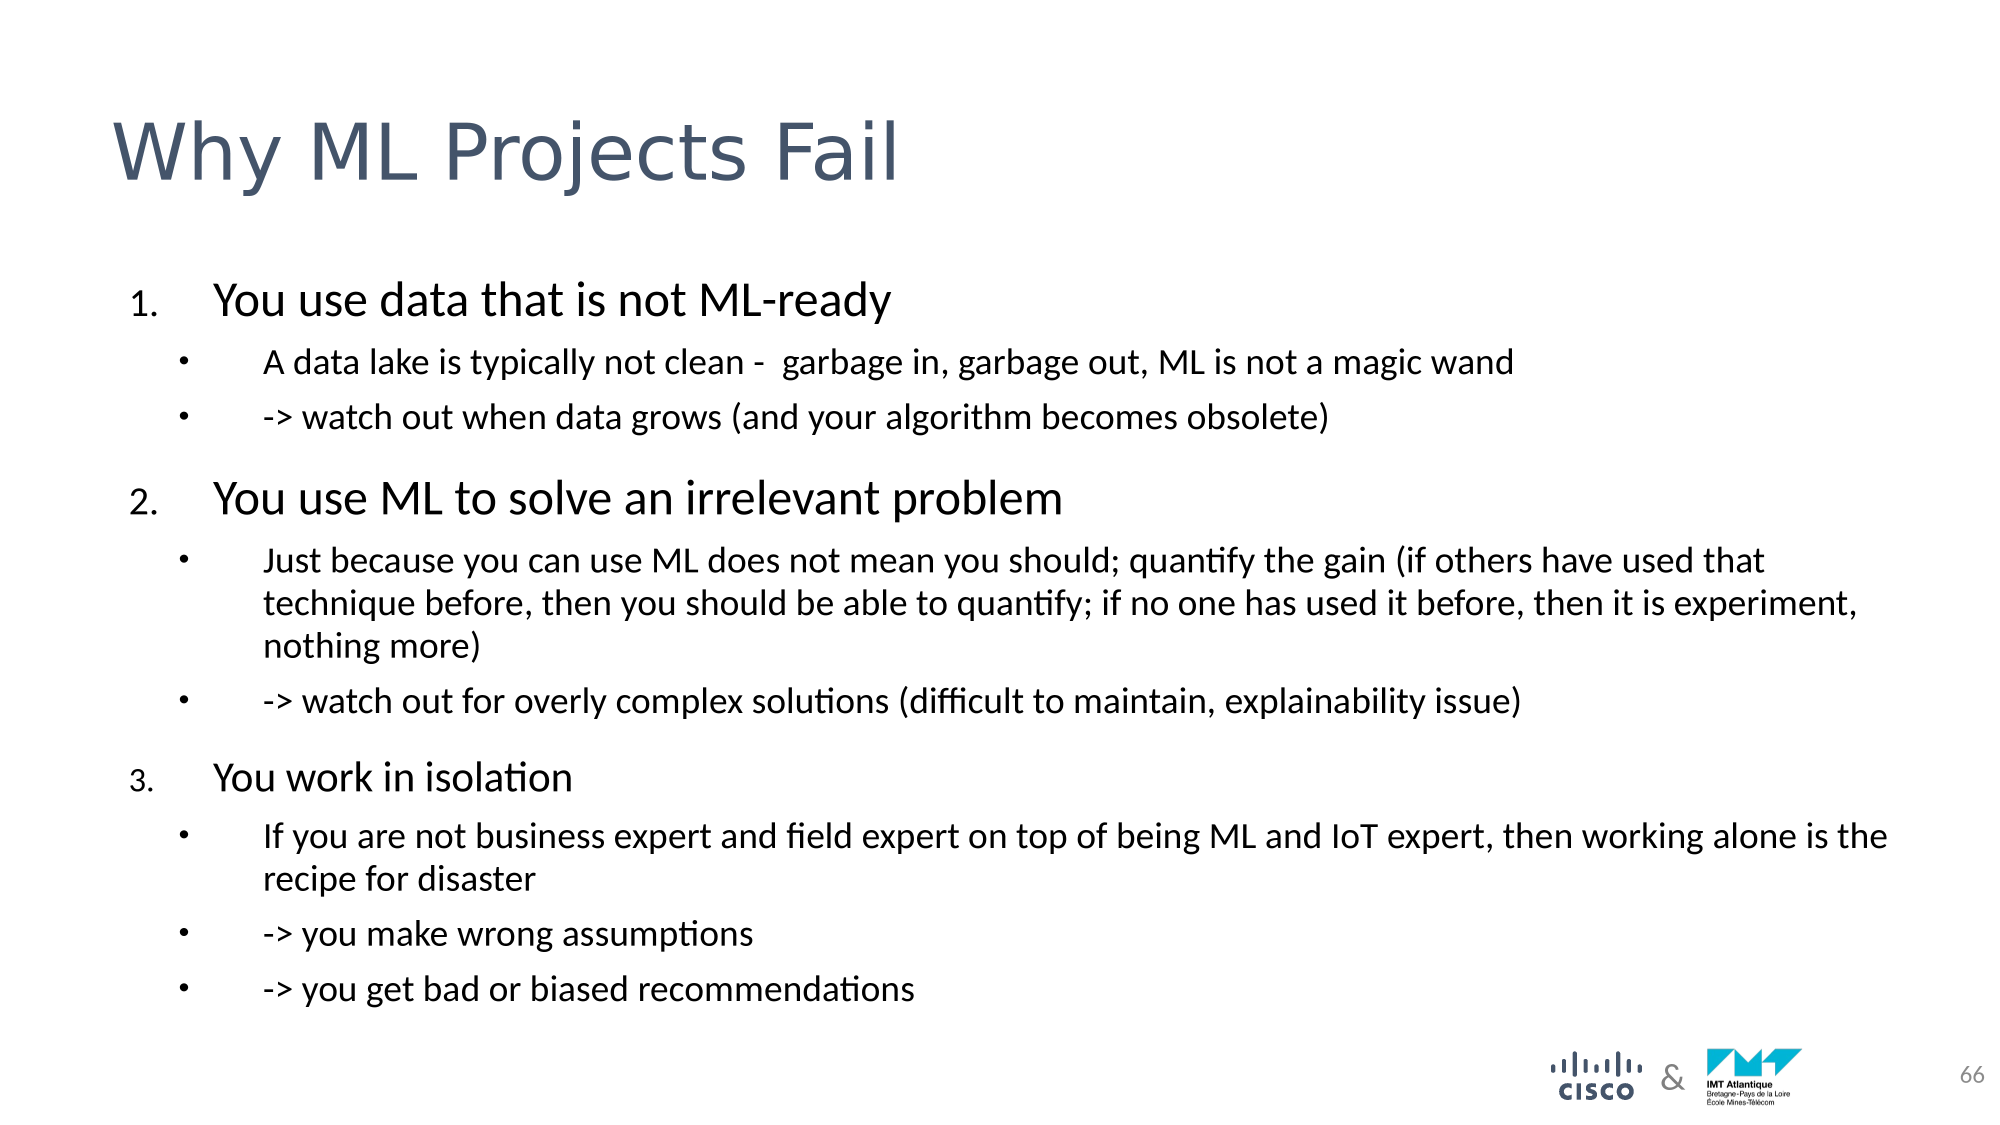 Why ML Projects Fail
1. You use data that is not ML-ready
• A data lake is typically not clean -  garbage in, garbage out, ML is not a magic wand
• -> watch out when data grows (and your algorithm becomes obsolete)
2. You use ML to solve an irrelevant problem
• Just because you can use ML does not mean you should; quantify the gain (if others have used that
technique before, then you should be able to quantify; if no one has used it before, then it is experiment,
nothing more)
• -> watch out for overly complex solutions (difficult to maintain, explainability issue)
3. You work in isolation
• If you are not business expert and field expert on top of being ML and IoT expert, then working alone is the
recipe for disaster
• -> you make wrong assumptions
• -> you get bad or biased recommendations
CISCO & IMT Atlantique
Bretagne-Pays de la Loire
École Mines-Télécom
66